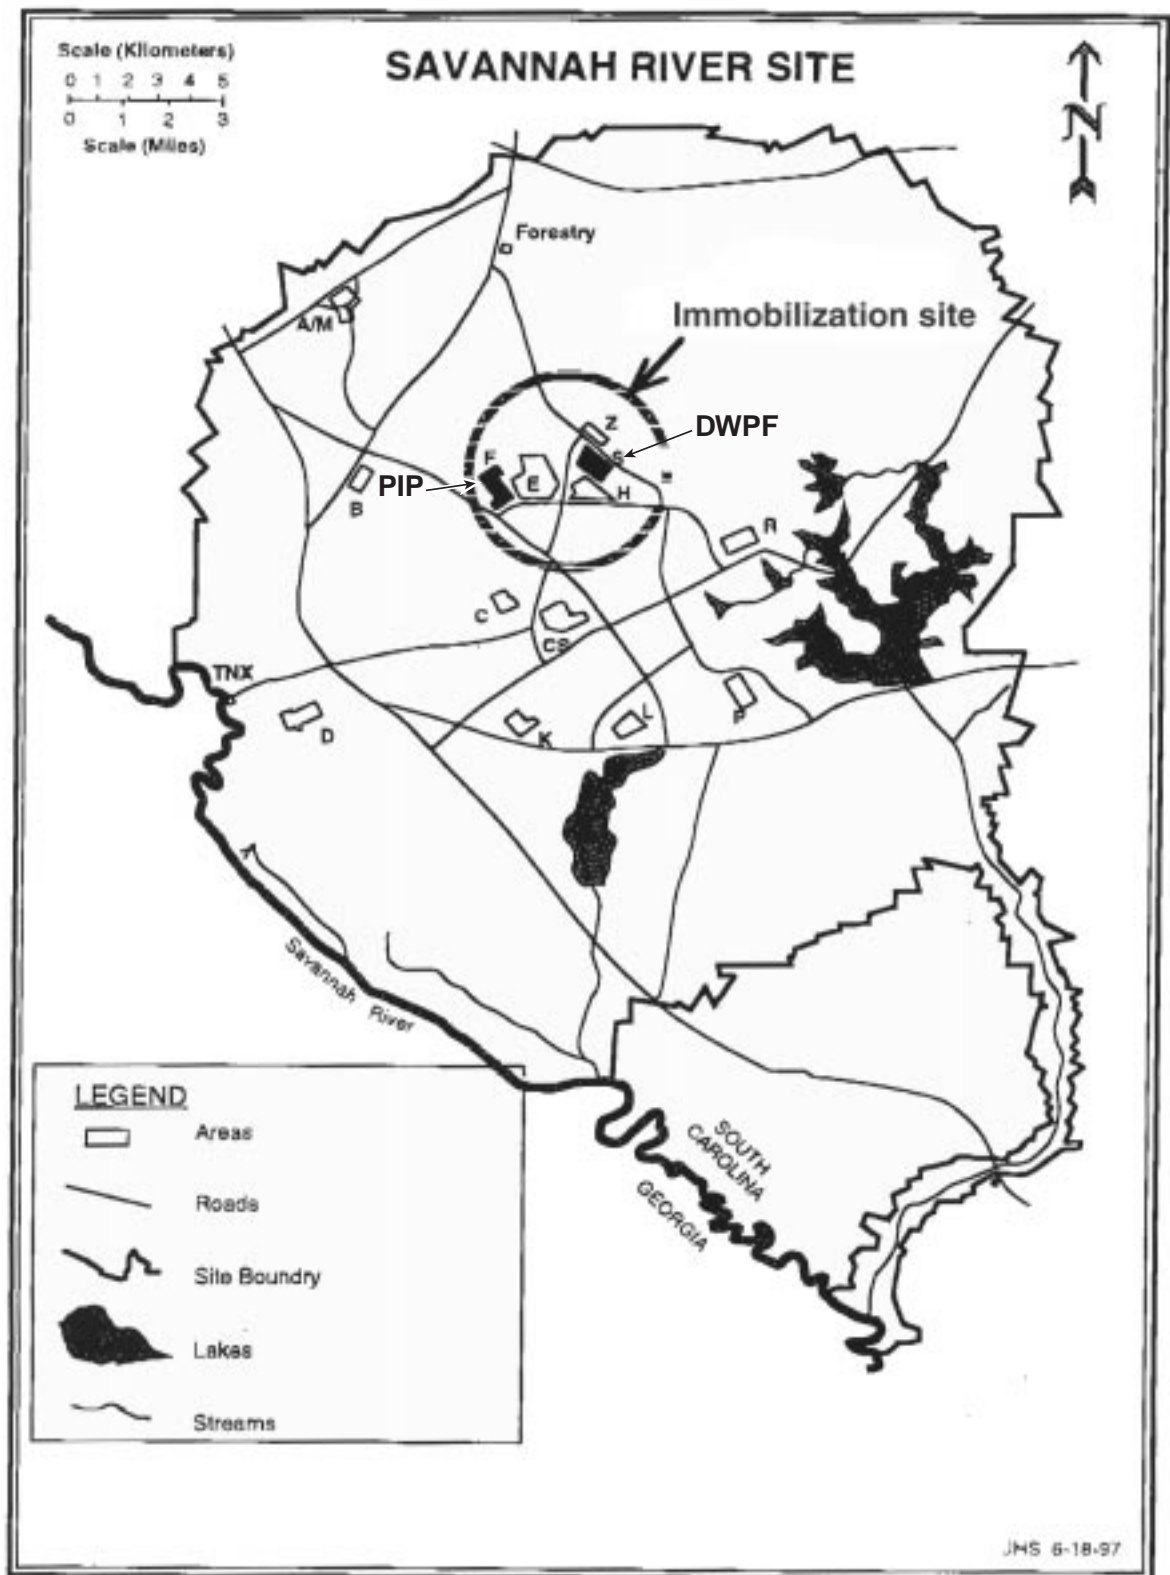 Scale (Kilometers)
0 1 2 3 4 5
0 1 2 3
Scale (Miles)
SAVANNAH RIVER SITE
N
Forestry
A/M
Immobilization site
Z
DWPF
S
F
PIP
E
H
B
R
C
CS
TNX
D
K
L
P
Savannah River
SOUTH
CAROLINA
GEORGIA
LEGEND
Areas
Roads
Site Boundry
Lakes
Streams
JHS 6-18-97